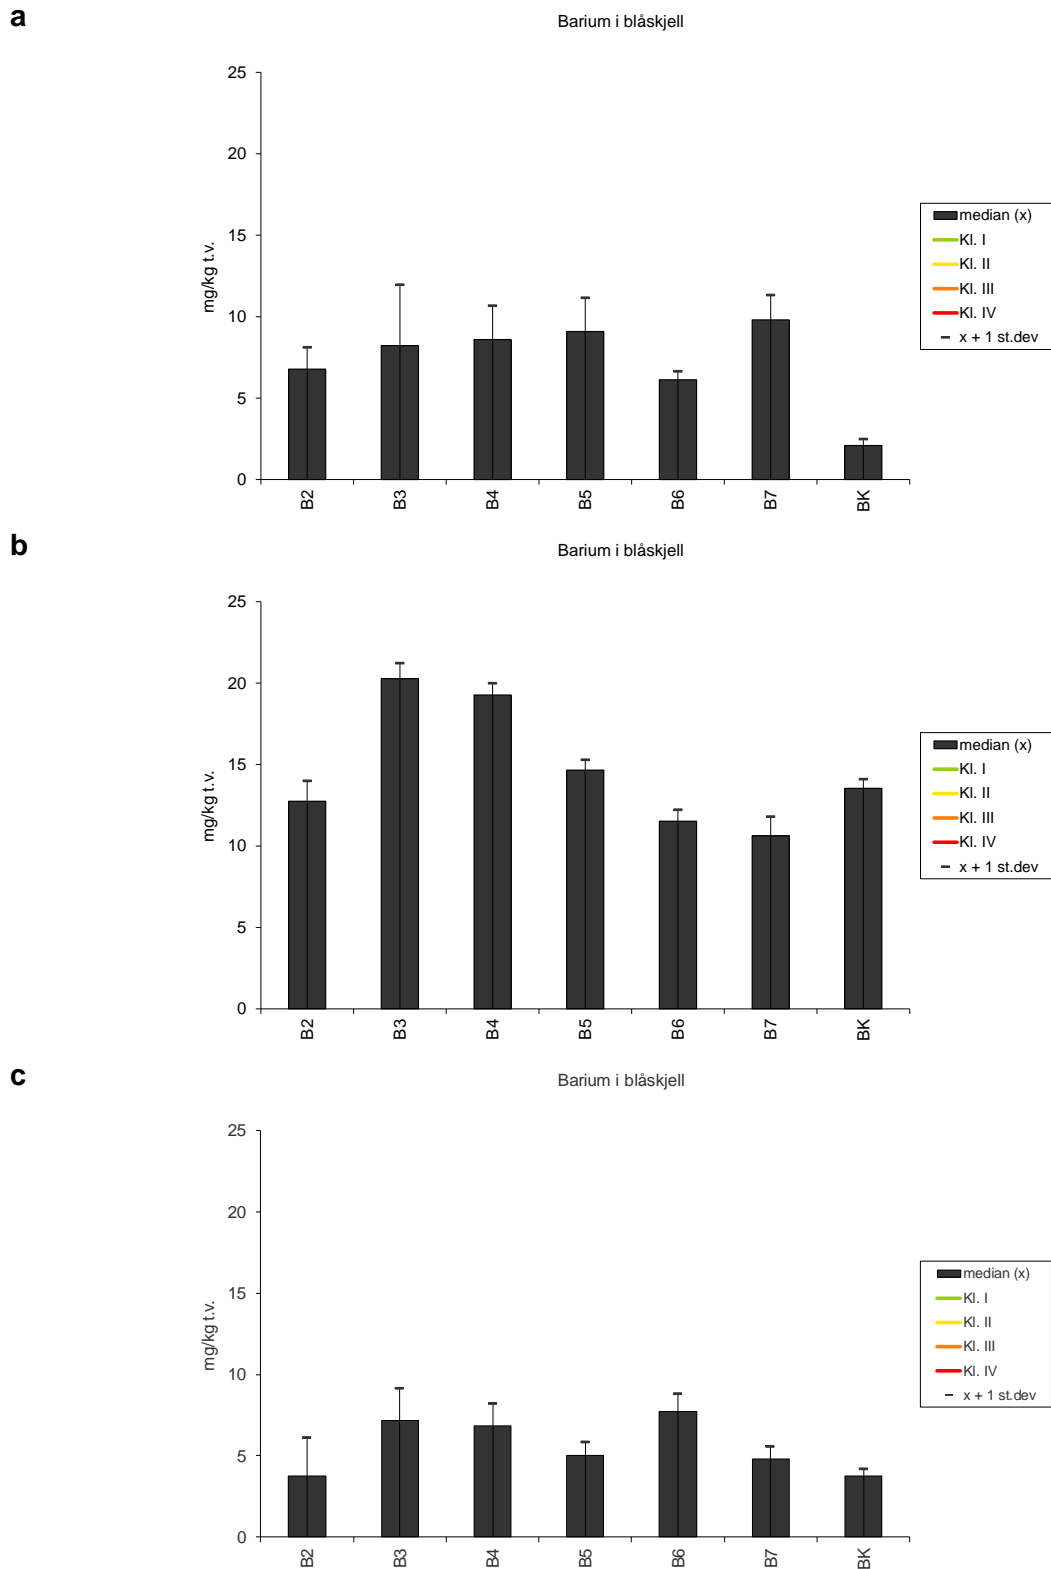 a
Barium i blåskjell
25
20
15
10
5
0
mg/kg t.v.
B2 B3 B4 B5 B6 B7 BK
median (x)
Kl. I
Kl. II
Kl. III
Kl. IV
x + 1 st.dev
b
Barium i blåskjell
25
20
15
10
5
0
mg/kg t.v.
B2 B3 B4 B5 B6 B7 BK
median (x)
Kl. I
Kl. II
Kl. III
Kl. IV
x + 1 st.dev
c
Barium i blåskjell
25
20
15
10
5
0
mg/kg t.v.
B2 B3 B4 B5 B6 B7 BK
median (x)
Kl. I
Kl. II
Kl. III
Kl. IV
x + 1 st.dev